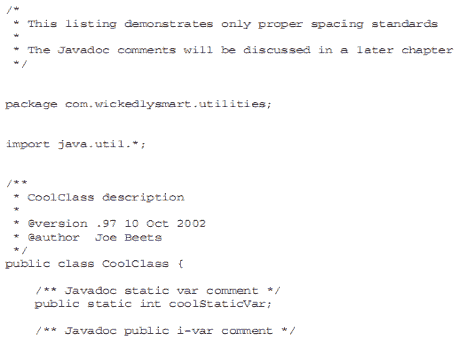 /*
 * This listing demonstrates only proper spacing standards
 *
 * The Javadoc comments will be discussed in a later chapter
 */
package com.wickedlysmart.utilities;
import java.util.*;
/**
 * CoolClass description
 *
 * @version .97 10 Oct 2002
 * @author  Joe Beets
 */
public class CoolClass {
    /** Javadoc static var comment */
    public static int coolStaticVar;
    /** Javadoc public i-var comment */